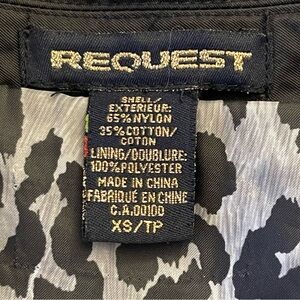 REQUEST
SHELL/
EXTERIEUR:
65% NYLON
35% COTTON/
COTON
LINING/DOUBLURE:
100% POLYESTER
MADE IN CHINA
FABRIQUÉ EN CHINE
C.A.00100
XS/TP